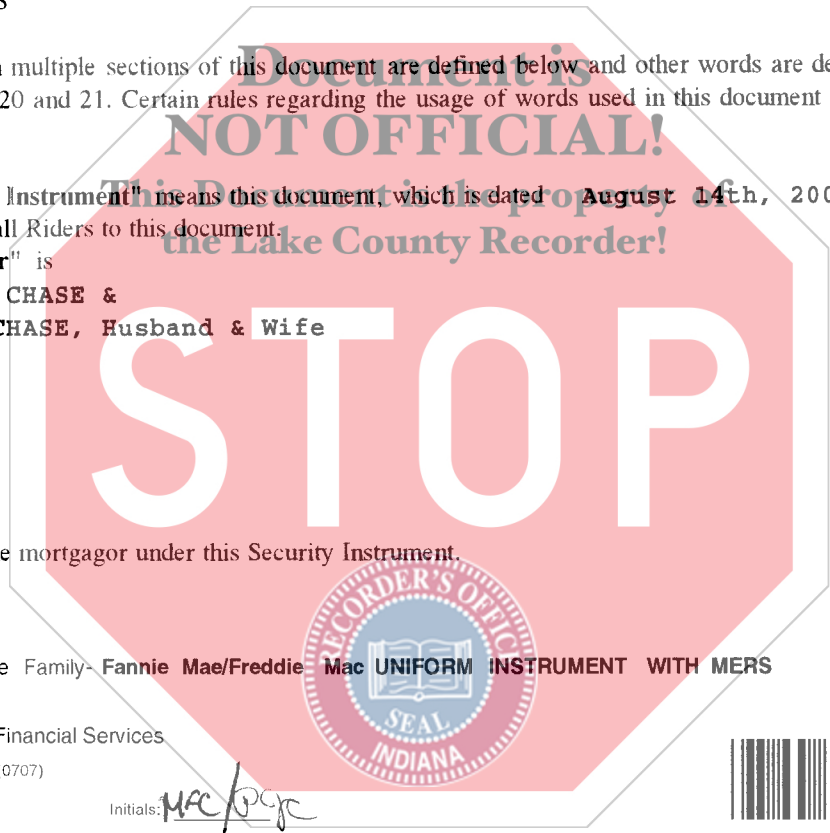 S
Document is
multiple sections of this document are defined below and other words are de
20 and 21. Certain rules regarding the usage of words used in this document
NOT OFFICIAL!
Instrument" means this document, which is dated August 14th, 200
This Document is the property of
all Riders to this document.
the Lake County Recorder!
r" is
CHASE &
CHASE, Husband & Wife
STOP
e mortgagor under this Security Instrument.
RECORDER'S OFFICE
SEAL
INDIANA
e Family- Fannie Mae/Freddie Mac UNIFORM INSTRUMENT WITH MERS
Financial Services
(0707)
Initials: MAC/PCJC